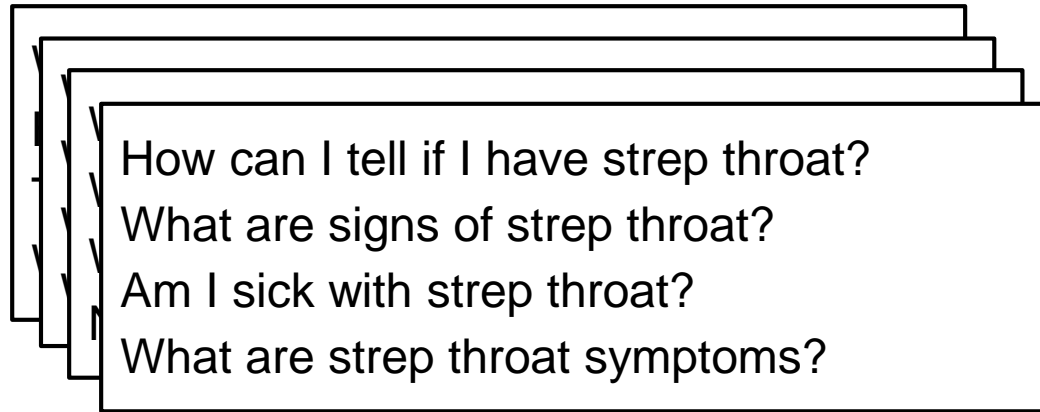 How can I tell if I have strep throat?
What are signs of strep throat?
Am I sick with strep throat?
What are strep throat symptoms?